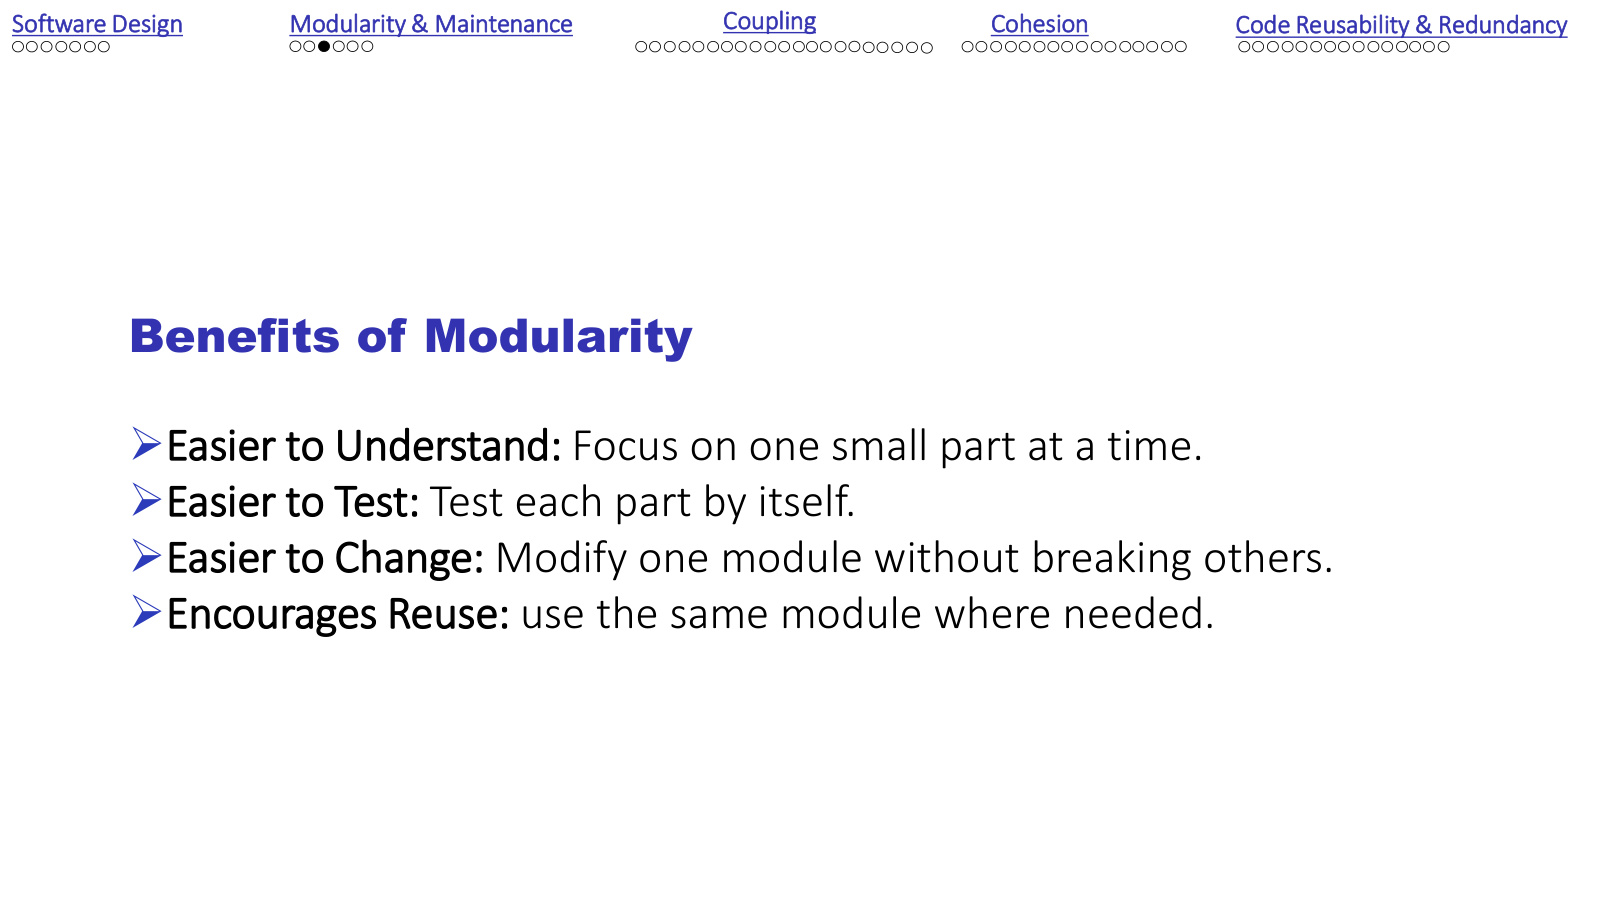 Software Design
Modularity & Maintenance
Coupling
Cohesion
Code Reusability & Redundancy
Benefits of Modularity
➢Easier to Understand: Focus on one small part at a time.
➢Easier to Test: Test each part by itself.
➢Easier to Change: Modify one module without breaking others.
➢Encourages Reuse: use the same module where needed.